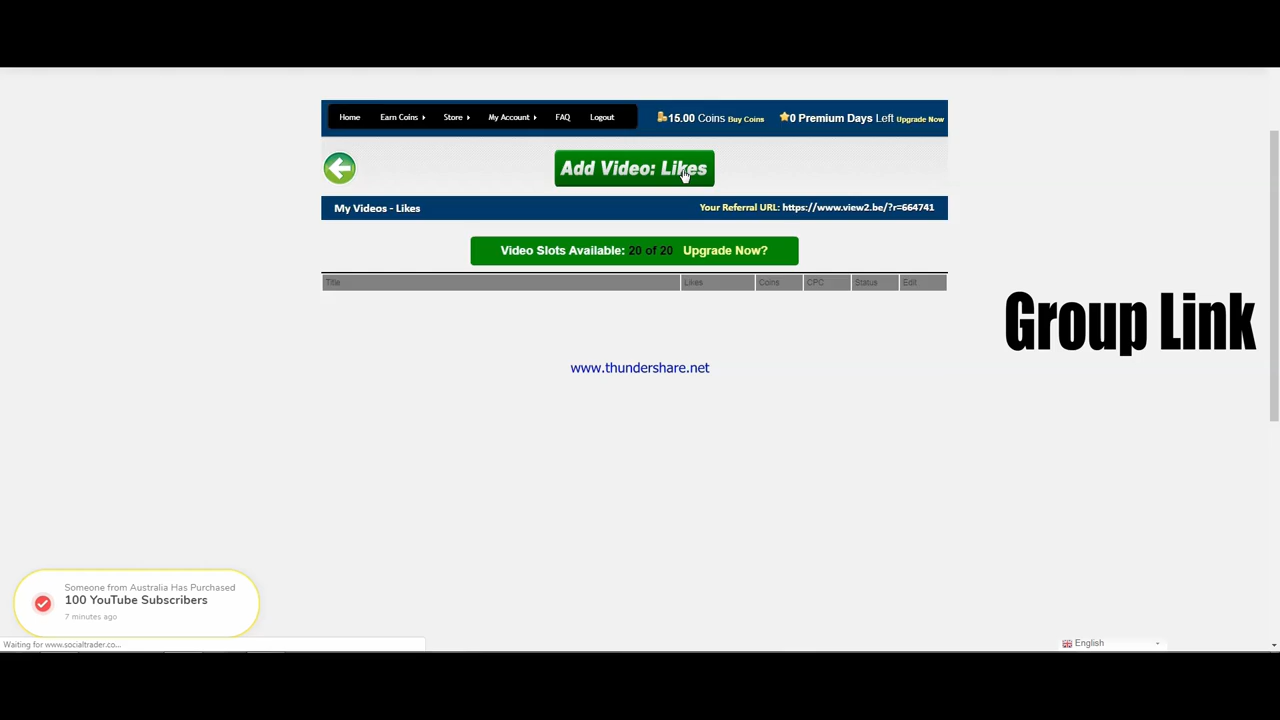 Home Earn Coins Store My Account FAQ Logout 15.00 Coins Buy Coins 0 Premium Days Left Upgrade Now
Add Video: Likes
My Videos - Likes Your Referral URL: https://www.view2.be/?r=664741
Video Slots Available: 20 of 20 Upgrade Now?
Title Likes Coins CPC Status Edit
Group Link
www.thundershare.net
Someone from Australia Has Purchased
100 YouTube Subscribers
7 minutes ago
Waiting for www.socialtrader.co...
English